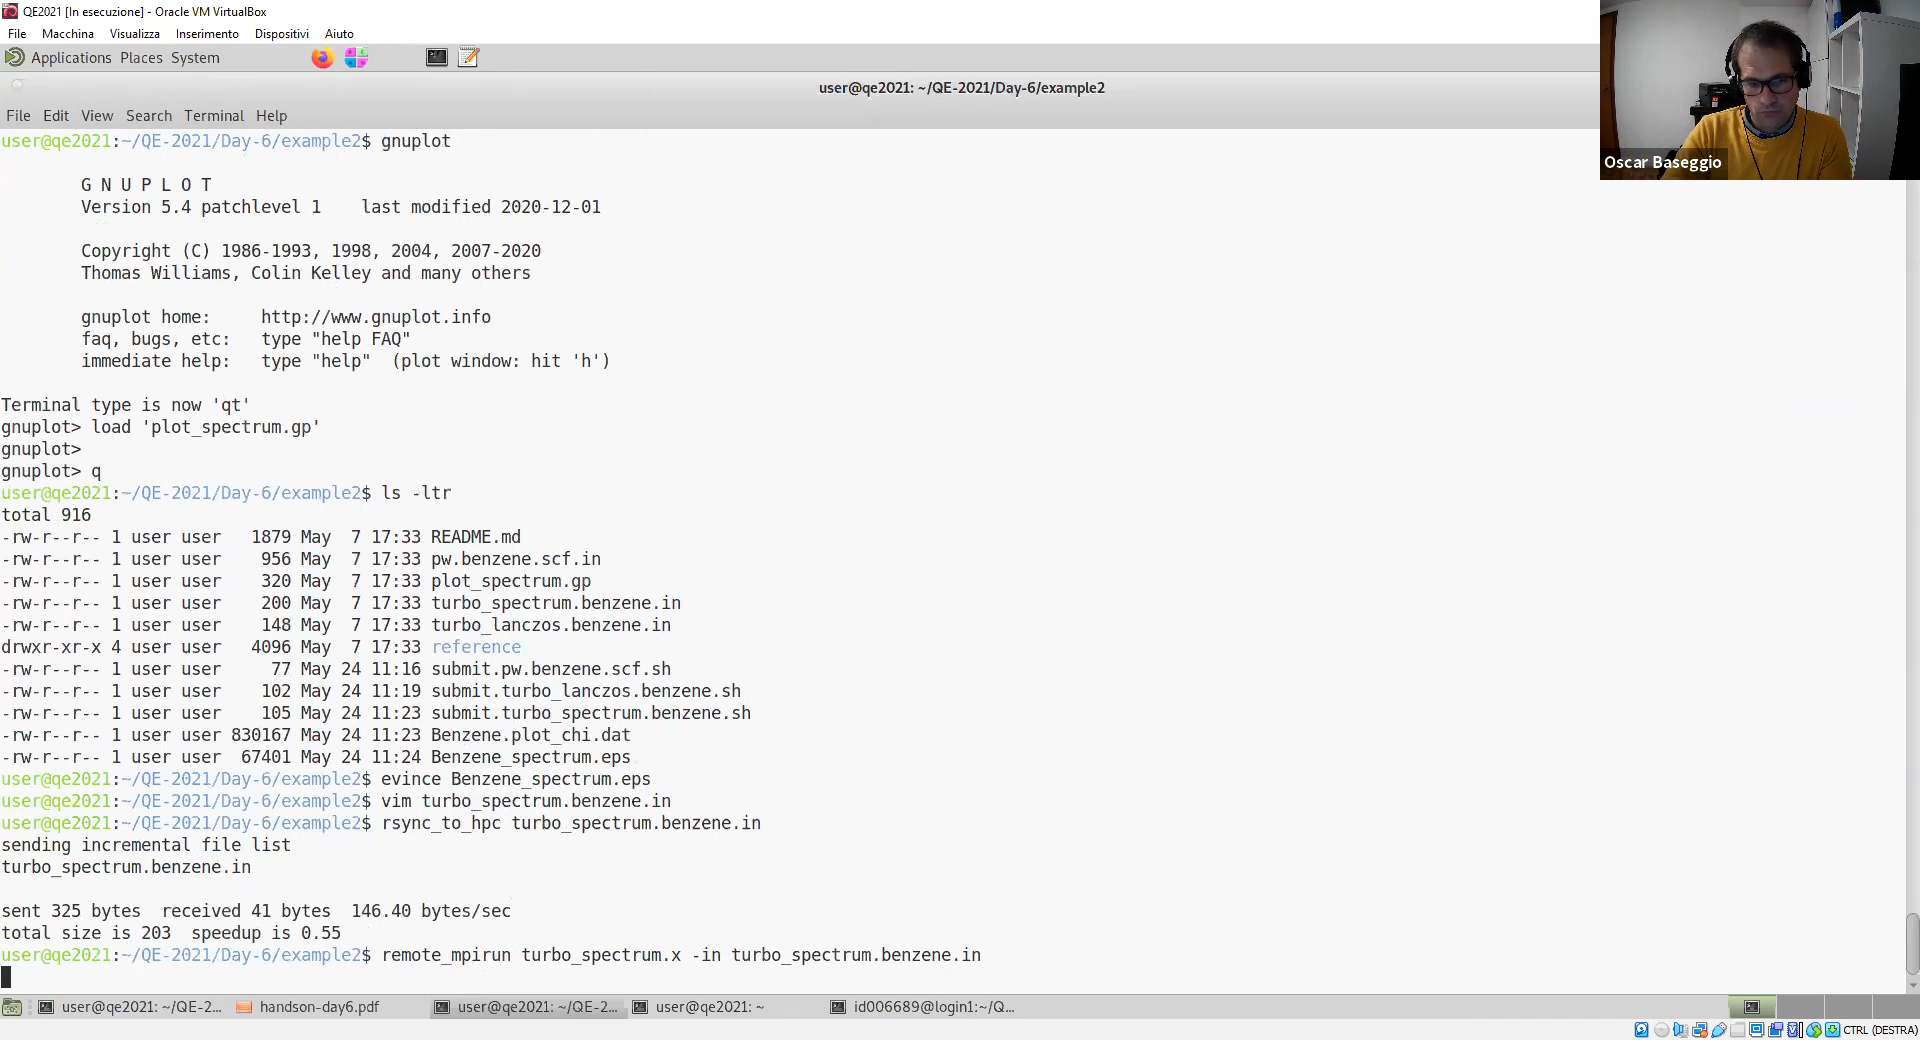 QE2021 [In esecuzione] - Oracle VM VirtualBox
File Macchina Visualizza Inserimento Dispositivi Aiuto
Applications Places System
user@qe2021: ~/QE-2021/Day-6/example2
File Edit View Search Terminal Help
Oscar Baseggio
user@qe2021:~/QE-2021/Day-6/example2$ gnuplot
G N U P L O T
Version 5.4 patchlevel 1    last modified 2020-12-01
Copyright (C) 1986-1993, 1998, 2004, 2007-2020
Thomas Williams, Colin Kelley and many others
gnuplot home:     http://www.gnuplot.info
faq, bugs, etc:   type "help FAQ"
immediate help:   type "help"  (plot window: hit 'h')
Terminal type is now 'qt'
gnuplot> load 'plot_spectrum.gp'
gnuplot>
gnuplot> q
user@qe2021:~/QE-2021/Day-6/example2$ ls -ltr
total 916
-rw-r--r-- 1 user user   1879 May  7 17:33 README.md
-rw-r--r-- 1 user user    956 May  7 17:33 pw.benzene.scf.in
-rw-r--r-- 1 user user    320 May  7 17:33 plot_spectrum.gp
-rw-r--r-- 1 user user    200 May  7 17:33 turbo_spectrum.benzene.in
-rw-r--r-- 1 user user    148 May  7 17:33 turbo_lanczos.benzene.in
drwxr-xr-x 4 user user   4096 May  7 17:33 reference
-rw-r--r-- 1 user user     77 May 24 11:16 submit.pw.benzene.scf.sh
-rw-r--r-- 1 user user    102 May 24 11:19 submit.turbo_lanczos.benzene.sh
-rw-r--r-- 1 user user    105 May 24 11:23 submit.turbo_spectrum.benzene.sh
-rw-r--r-- 1 user user 830167 May 24 11:23 Benzene.plot_chi.dat
-rw-r--r-- 1 user user  67401 May 24 11:24 Benzene_spectrum.eps
user@qe2021:~/QE-2021/Day-6/example2$ evince Benzene_spectrum.eps
user@qe2021:~/QE-2021/Day-6/example2$ vim turbo_spectrum.benzene.in
user@qe2021:~/QE-2021/Day-6/example2$ rsync_to_hpc turbo_spectrum.benzene.in
sending incremental file list
turbo_spectrum.benzene.in
sent 325 bytes  received 41 bytes  146.40 bytes/sec
total size is 203  speedup is 0.55
user@qe2021:~/QE-2021/Day-6/example2$ remote_mpirun turbo_spectrum.x -in turbo_spectrum.benzene.in
user@qe2021: ~/QE-2... handson-day6.pdf user@qe2021: ~/QE-2... user@qe2021: ~ id006689@login1:~/Q...
CTRL (DESTRA)